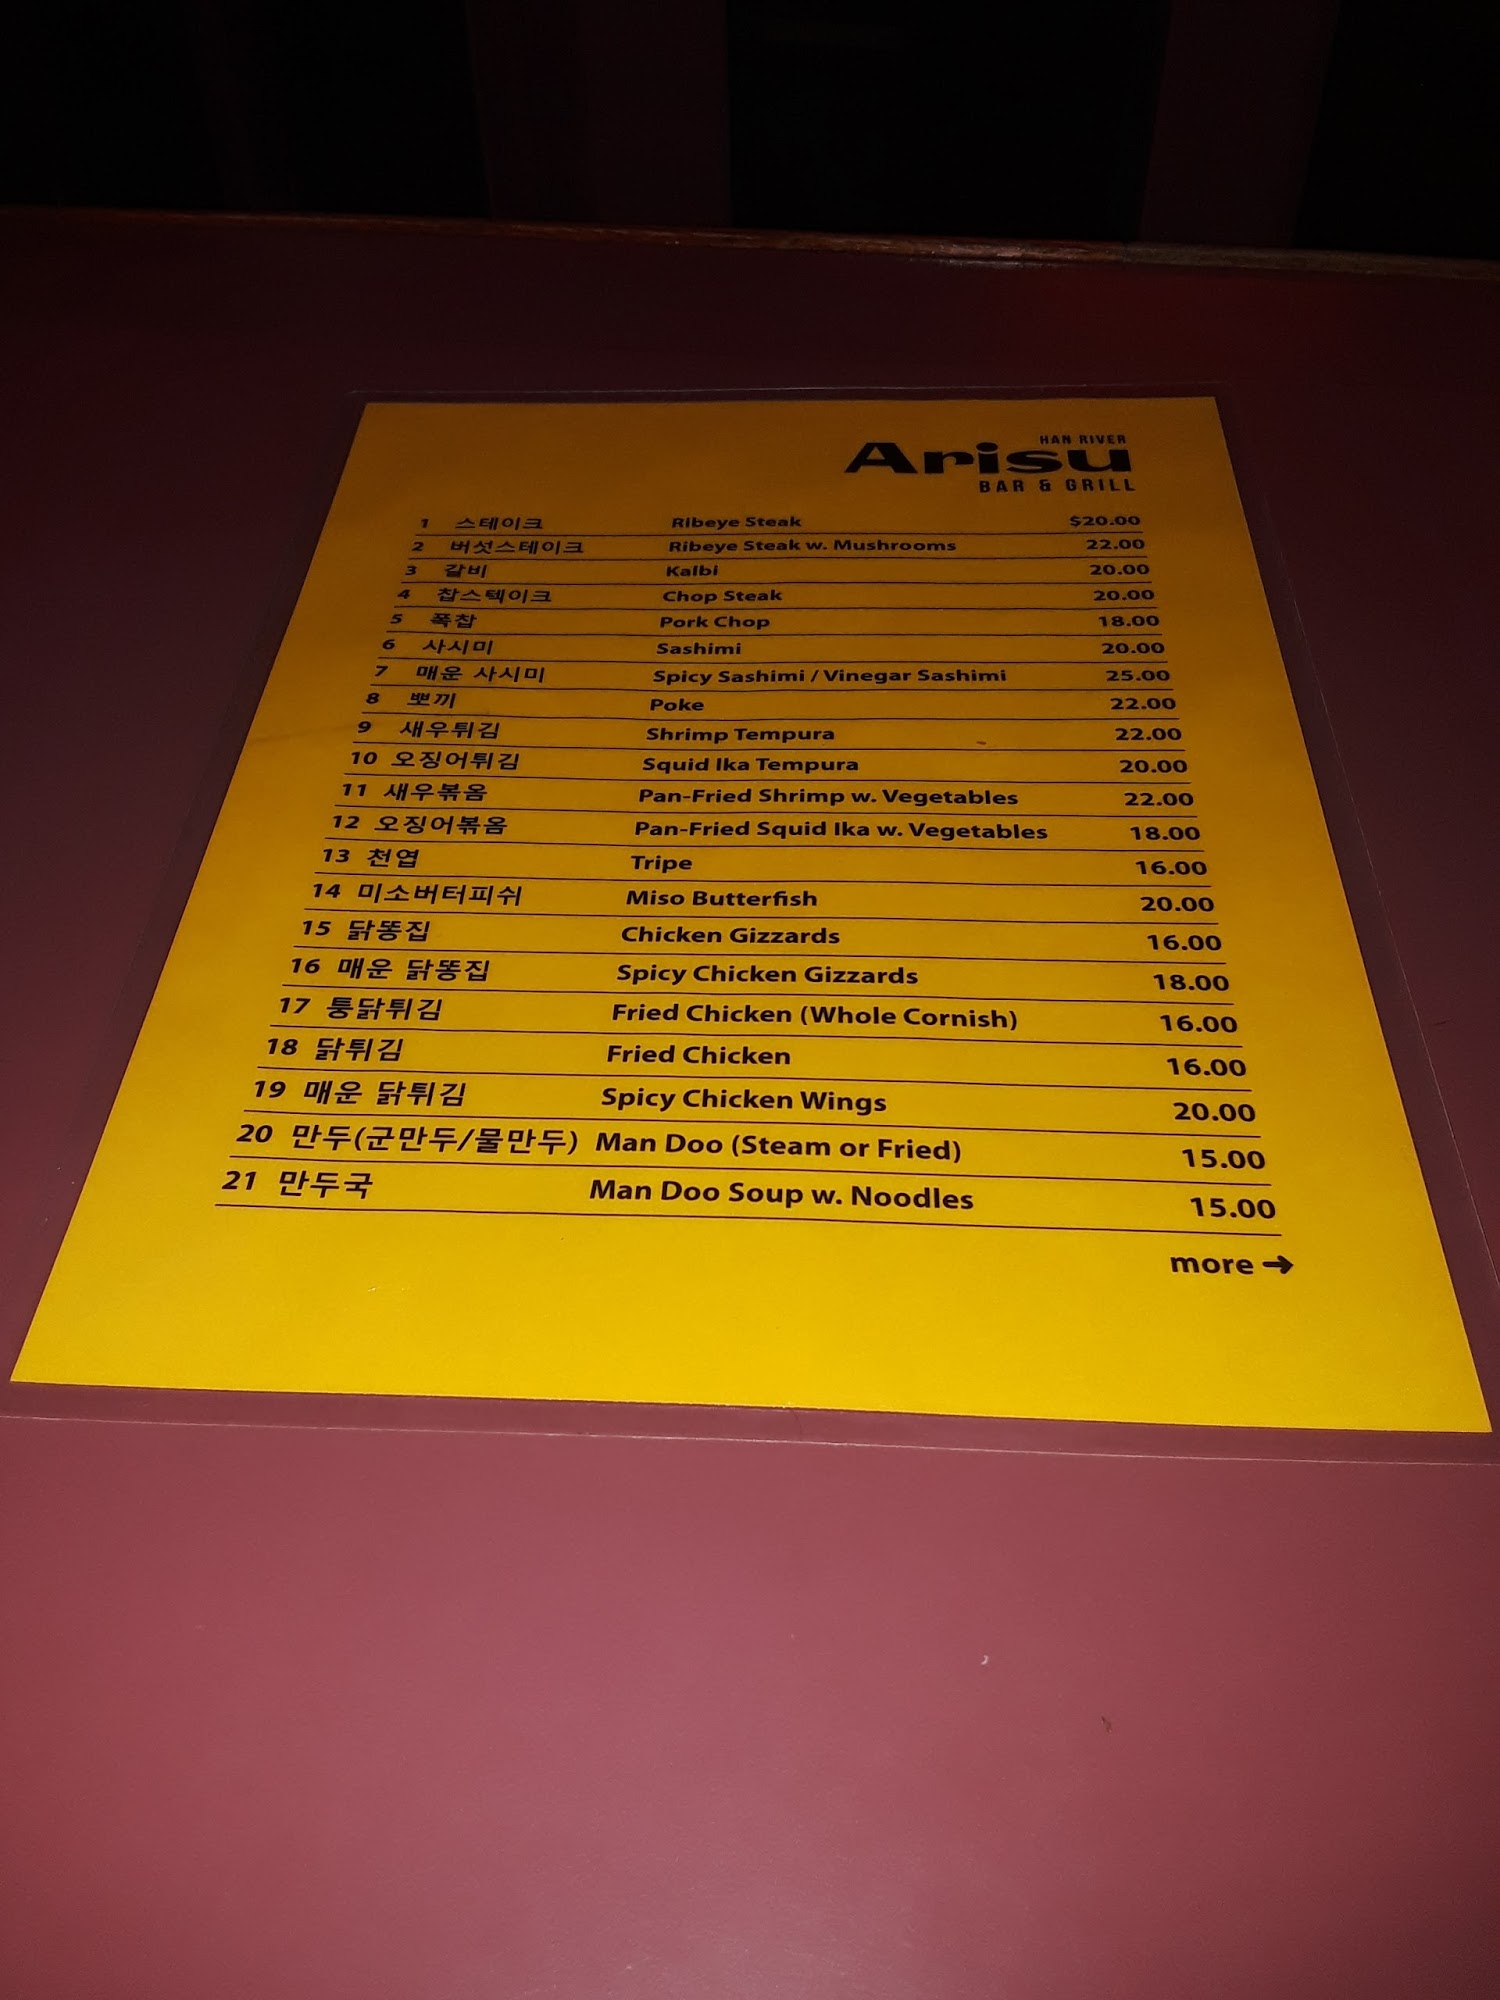 HAN RIVER
Arisu
BAR & GRILL
1 스테이크 Ribeye Steak $20.00
2 버섯스테이크 Ribeye Steak w. Mushrooms 22.00
3 갈비 Kalbi 20.00
4 찹스텍이크 Chop Steak 20.00
5 폭찹 Pork Chop 18.00
6 사시미 Sashimi 20.00
7 매운 사시미 Spicy Sashimi / Vinegar Sashimi 25.00
8 뽀끼 Poke 22.00
9 새우튀김 Shrimp Tempura 22.00
10 오징어튀김 Squid Ika Tempura 20.00
11 새우볶옴 Pan-Fried Shrimp w. Vegetables 22.00
12 오징어볶옴 Pan-Fried Squid Ika w. Vegetables 18.00
13 천엽 Tripe 16.00
14 미소버터피쉬 Miso Butterfish 20.00
15 닭똥집 Chicken Gizzards 16.00
16 매운 닭똥집 Spicy Chicken Gizzards 18.00
17 통닭튀김 Fried Chicken (Whole Cornish) 16.00
18 닭튀김 Fried Chicken 16.00
19 매운 닭튀김 Spicy Chicken Wings 20.00
20 만두(군만두/물만두) Man Doo (Steam or Fried) 15.00
21 만두국 Man Doo Soup w. Noodles 15.00
more →